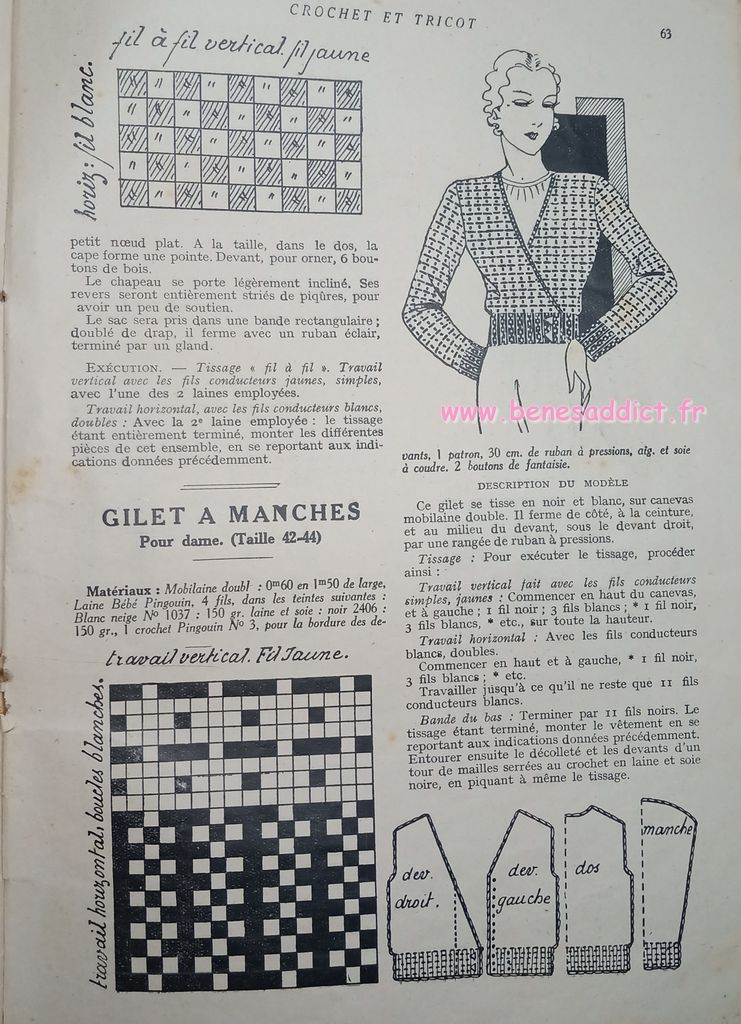 CROCHET ET TRICOT
63
fil à fil vertical. fil jaune
horiz: fil blanc.
petit nœud plat. A la taille, dans le dos, la
cape forme une pointe. Devant, pour orner, 6 bou-
tons de bois.
Le chapeau se porte légèrement incliné. Ses
revers seront entièrement striés de piqûres, pour
avoir un peu de soutien.
Le sac sera pris dans une bande rectangulaire ;
doublé de drap, il ferme avec un ruban éclair,
terminé par un gland.
EXÉCUTION. — Tissage « fil à fil ». Travail
vertical avec les fils conducteurs jaunes, simples,
avec l'une des 2 laines employées.
Travail horizontal, avec les fils conducteurs blancs,
doubles : Avec la 2e laine employée : le tissage
étant entièrement terminé, monter les différentes
pièces de cet ensemble, en se reportant aux indi-
cations données précédemment.
GILET A MANCHES
Pour dame. (Taille 42-44)
Matériaux : Mobilaine doubl : 0m60 en 1m50 de large,
Laine Bébé Pingouin, 4 fils, dans les teintes suivantes :
Blanc neige No 1037 : 150 gr. laine et soie : noir 2406 :
150 gr., 1 crochet Pingouin No 3, pour la bordure des de-
travail vertical. Fil Jaune.
travail horizontal, boucles blanches.
www.benesaddict.fr
vants, 1 patron, 30 cm. de ruban à pressions, aig. et soie
à coudre. 2 boutons de fantaisie.
DESCRIPTION DU MODÈLE
Ce gilet se tisse en noir et blanc, sur canevas
mobilaine double. Il ferme de côté, à la ceinture,
et au milieu du devant, sous le devant droit,
par une rangée de ruban à pressions.
Tissage : Pour exécuter le tissage, procéder
ainsi :
Travail vertical fait avec les fils conducteurs
simples, jaunes : Commencer en haut du canevas,
et à gauche ; 1 fil noir ; 3 fils blancs ; * 1 fil noir,
3 fils blancs, * etc., sur toute la hauteur.
Travail horizontal : Avec les fils conducteurs
blancs, doubles.
Commencer en haut et à gauche, * 1 fil noir,
3 fils blancs ; * etc.
Travailler jusqu'à ce qu'il ne reste que 11 fils
conducteurs blancs.
Bande du bas : Terminer par 11 fils noirs. Le
tissage étant terminé, monter le vêtement en se
reportant aux indications données précédemment.
Entourer ensuite le décolleté et les devants d'un
tour de mailles serrées au crochet en laine et soie
noire, en piquant à même le tissage.
dev.
droit.
dev.
gauche
dos
manche